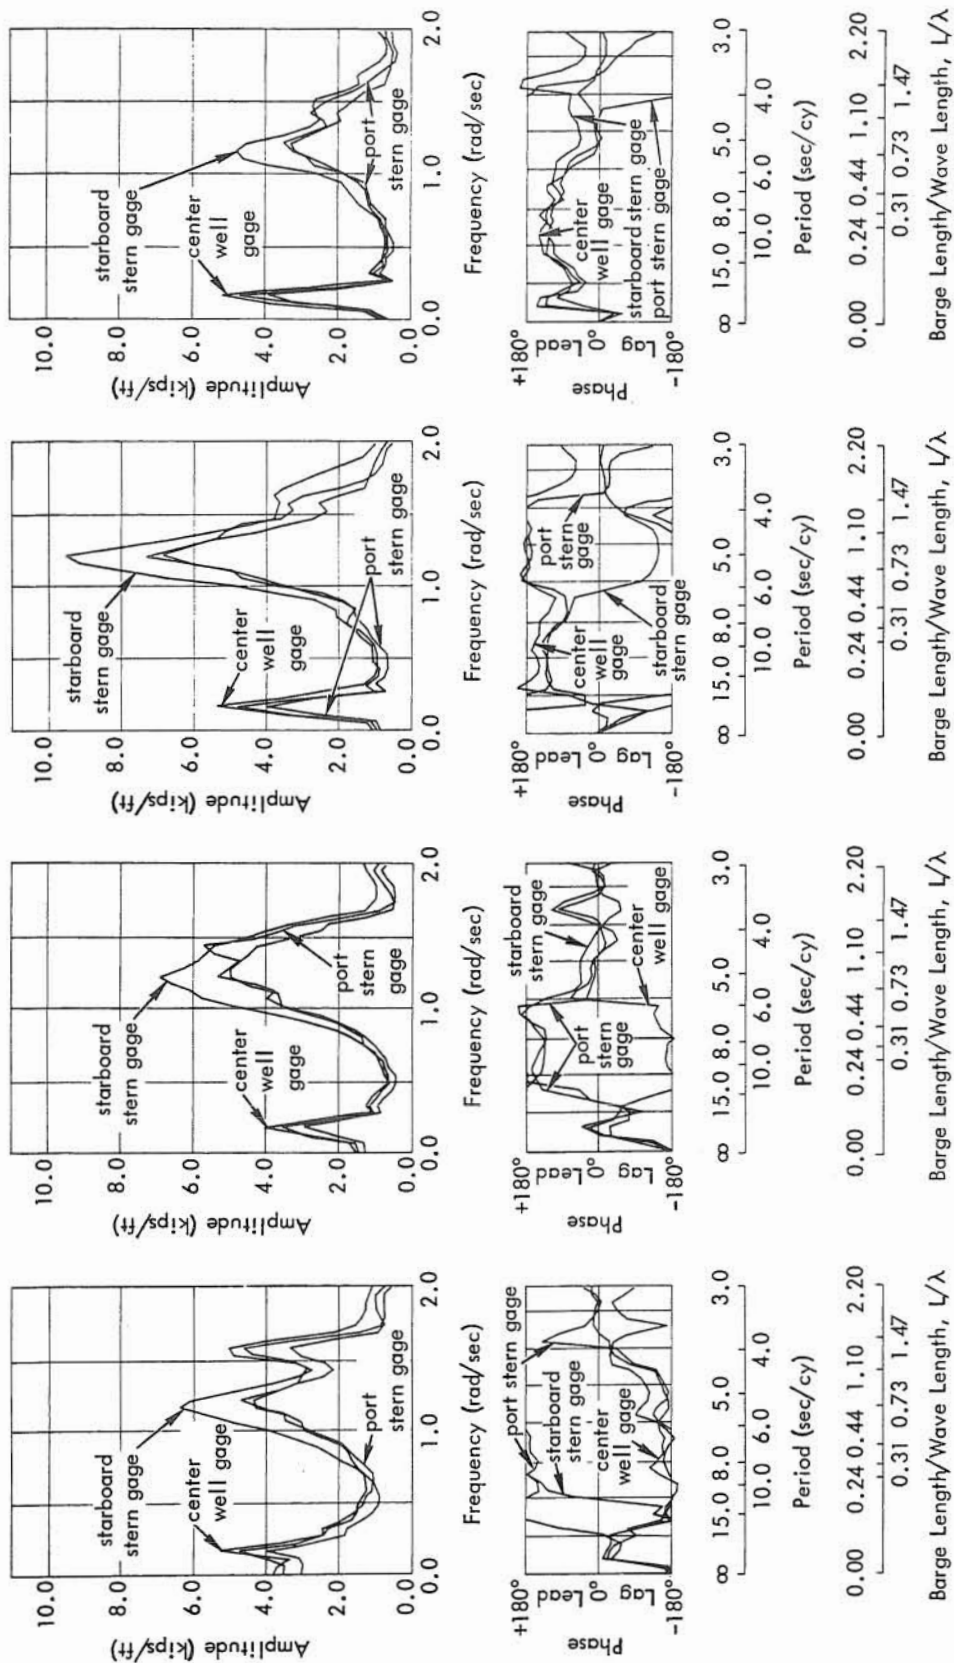 10.0
8.0
6.0
4.0
2.0
0.0
Amplitude (kips/ft)
starboard
stern gage
center
well gage
port
stern gage
0.0
1.0
2.0
Frequency (rad/sec)
+180°
0°
-180°
Lead
Lag
Phase
port stern gage
starboard
stern gage
center
well gage
∞ 15.0 10.0 8.0 6.0 5.0 4.0 3.0
Period (sec/cy)
0.00 0.24 0.44 1.10 2.20
0.31 0.73 1.47
Barge Length/Wave Length, L/λ
10.0
8.0
6.0
4.0
2.0
0.0
Amplitude (kips/ft)
starboard
stern gage
center
well
gage
port
stern
gage
0.0
1.0
2.0
Frequency (rad/sec)
+180°
0°
-180°
Lead
Lag
Phase
starboard
stern gage
port
stern
gage
center
well gage
∞ 15.0 10.0 8.0 6.0 5.0 4.0 3.0
Period (sec/cy)
0.00 0.24 0.44 1.10 2.20
0.31 0.73 1.47
Barge Length/Wave Length, L/λ
10.0
8.0
6.0
4.0
2.0
0.0
Amplitude (kips/ft)
starboard
stern gage
center
well
gage
port
stern gage
0.0
1.0
2.0
Frequency (rad/sec)
+180°
0°
-180°
Lead
Lag
Phase
port
stern gage
center
well
gage
starboard
stern gage
∞ 15.0 10.0 8.0 6.0 5.0 4.0 3.0
Period (sec/cy)
0.00 0.24 0.44 1.10 2.20
0.31 0.73 1.47
Barge Length/Wave Length, L/λ
10.0
8.0
6.0
4.0
2.0
0.0
Amplitude (kips/ft)
starboard
stern gage
center
well
gage
port
stern gage
0.0
1.0
2.0
Frequency (rad/sec)
+180°
0°
-180°
Lead
Lag
Phase
center
well gage
starboard stern gage
port stern gage
∞ 15.0 10.0 8.0 6.0 5.0 4.0 3.0
Period (sec/cy)
0.00 0.24 0.44 1.10 2.20
0.31 0.73 1.47
Barge Length/Wave Length, L/λ